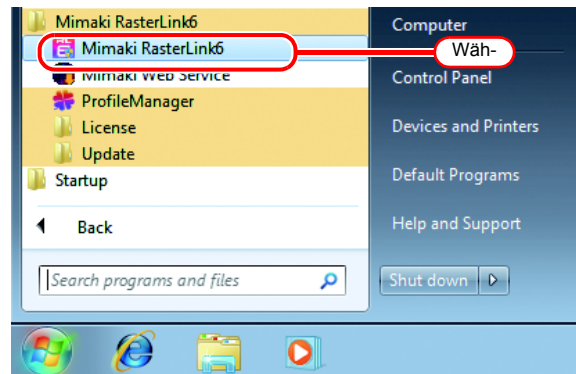 Mimaki RasterLink6
Mimaki RasterLink6
Mimaki Web Service
ProfileManager
License
Update
Startup
Back
Search programs and files
Computer
Wäh-
Control Panel
Devices and Printers
Default Programs
Help and Support
Shut down